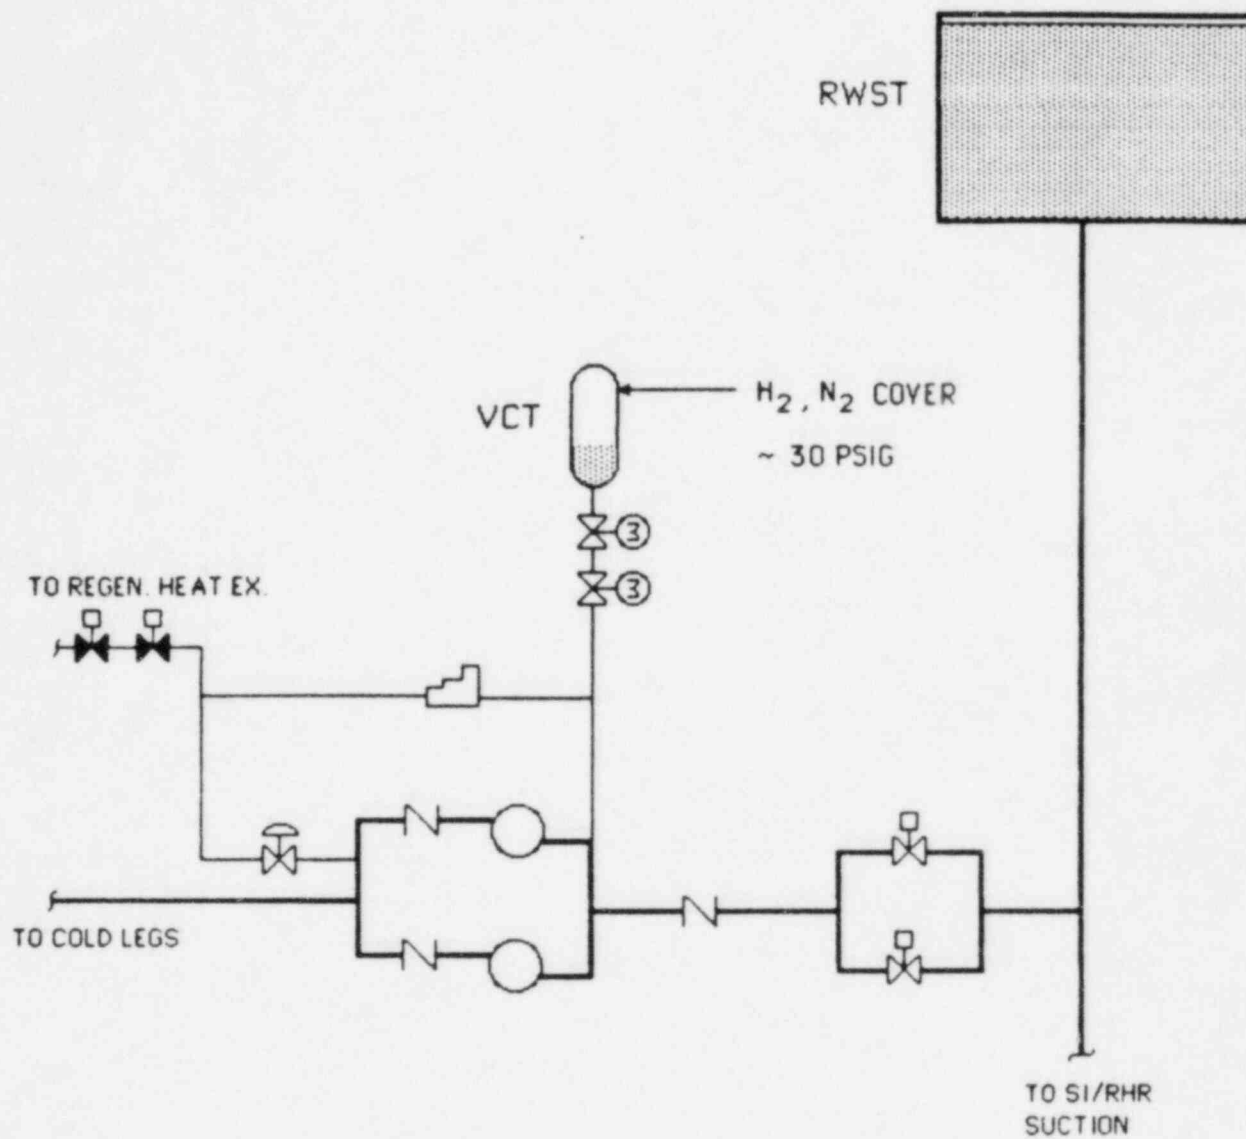 RWST
VCT
H2, N2 COVER
~ 30 PSIG
3
3
TO REGEN. HEAT EX.
TO COLD LEGS
TO SI/RHR
SUCTION